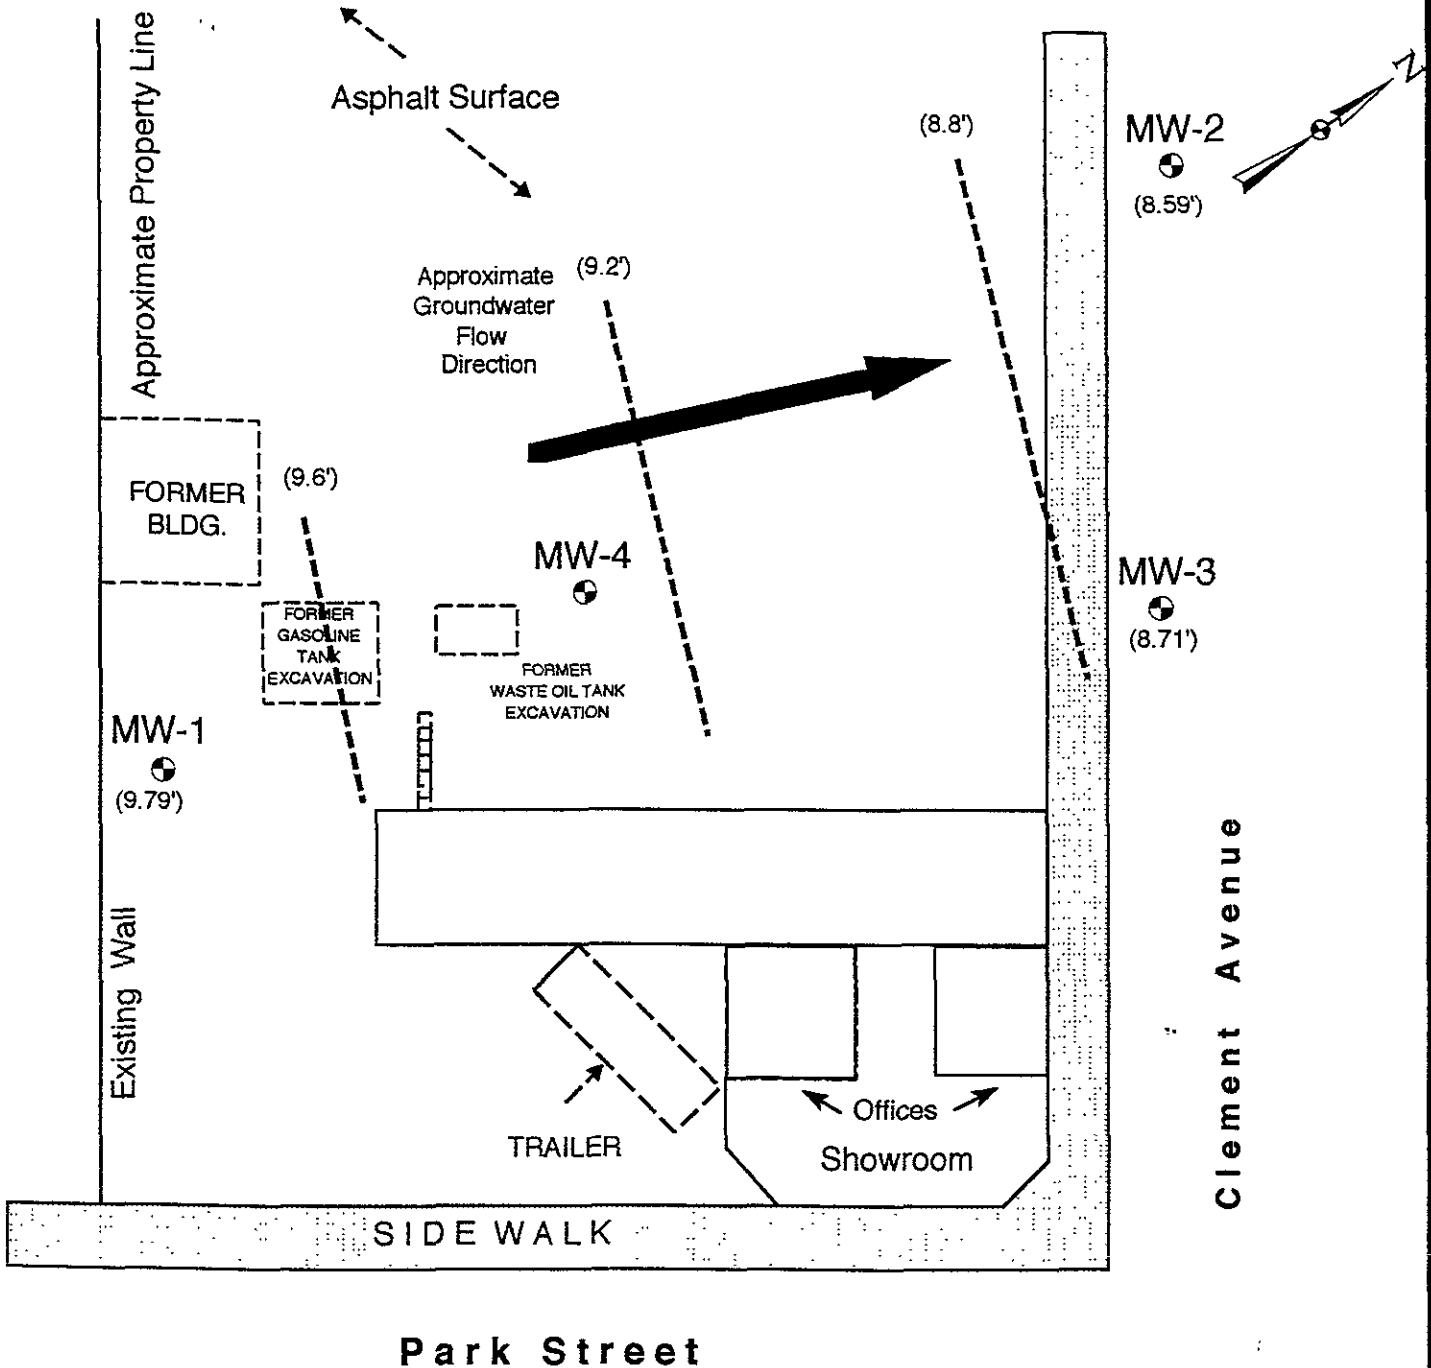 Approximate Property Line
Asphalt Surface
(8.8')
MW-2
(8.59')
N
Approximate
Groundwater
Flow
Direction
(9.2')
FORMER
BLDG.
(9.6')
MW-4
MW-3
(8.71')
FORMER
GASOLINE
TANK
EXCAVATION
FORMER
WASTE OIL TANK
EXCAVATION
MW-1
(9.79')
Existing Wall
Clement Avenue
TRAILER
Offices
Showroom
SIDEWALK
Park Street